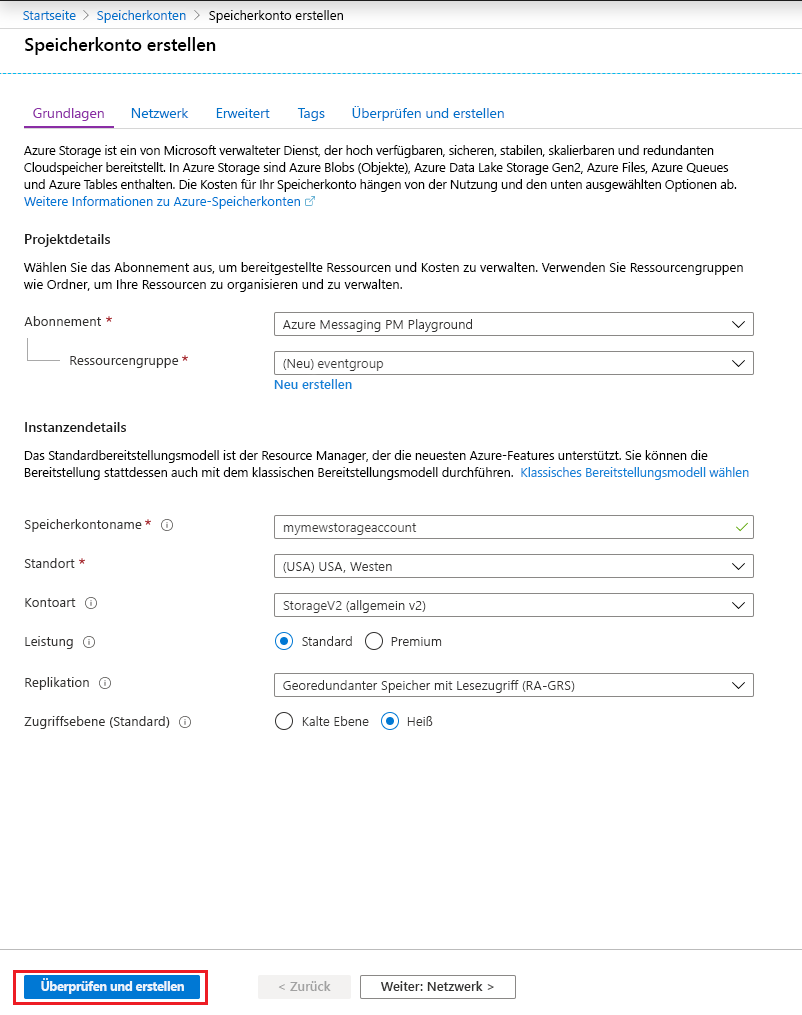 Startseite > Speicherkonten > Speicherkonto erstellen
Speicherkonto erstellen
Grundlagen Netzwerk Erweitert Tags Überprüfen und erstellen
Azure Storage ist ein von Microsoft verwalteter Dienst, der hoch verfügbaren, sicheren, stabilen, skalierbaren und redundanten
Cloudspeicher bereitstellt. In Azure Storage sind Azure Blobs (Objekte), Azure Data Lake Storage Gen2, Azure Files, Azure Queues
und Azure Tables enthalten. Die Kosten für Ihr Speicherkonto hängen von der Nutzung und den unten ausgewählten Optionen ab.
Weitere Informationen zu Azure-Speicherkonten
Projektdetails
Wählen Sie das Abonnement aus, um bereitgestellte Ressourcen und Kosten zu verwalten. Verwenden Sie Ressourcengruppen
wie Ordner, um Ihre Ressourcen zu organisieren und zu verwalten.
Abonnement * Azure Messaging PM Playground
Ressourcengruppe * (Neu) eventgroup
Neu erstellen
Instanzendetails
Das Standardbereitstellungsmodell ist der Resource Manager, der die neuesten Azure-Features unterstützt. Sie können die
Bereitstellung stattdessen auch mit dem klassischen Bereitstellungsmodell durchführen. Klassisches Bereitstellungsmodell wählen
Speicherkontoname * mymewstorageaccount
Standort * (USA) USA, Westen
Kontoart StorageV2 (allgemein v2)
Leistung Standard Premium
Replikation Georedundanter Speicher mit Lesezugriff (RA-GRS)
Zugriffsebene (Standard) Kalte Ebene Heiß
Überprüfen und erstellen < Zurück Weiter: Netzwerk >